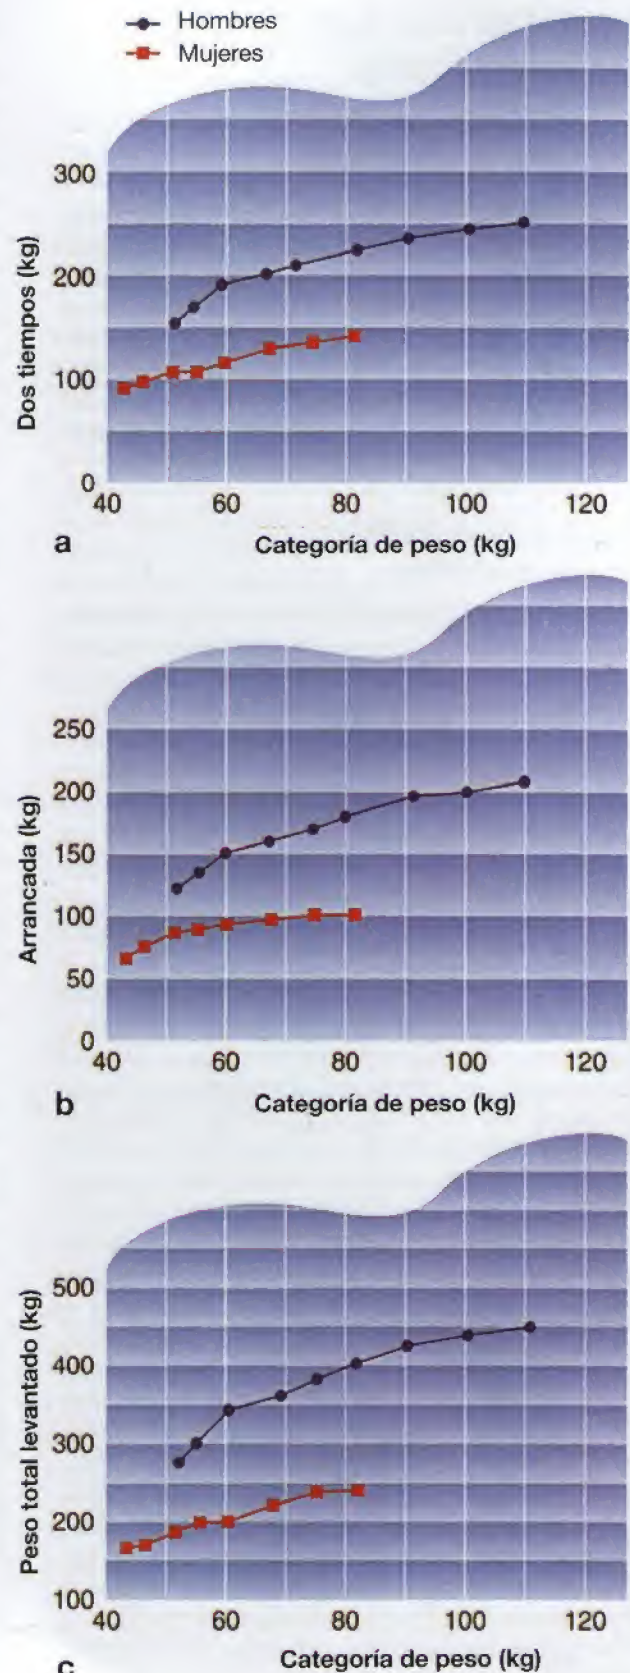 Hombres
Mujeres
300
200
100
0
Dos tiempos (kg)
40 60 80 100 120
a Categoría de peso (kg)
250
200
150
100
50
0
Arrancada (kg)
40 60 80 100 120
b Categoría de peso (kg)
500
400
300
200
100
Peso total levantado (kg)
40 60 80 100 120
c Categoría de peso (kg)